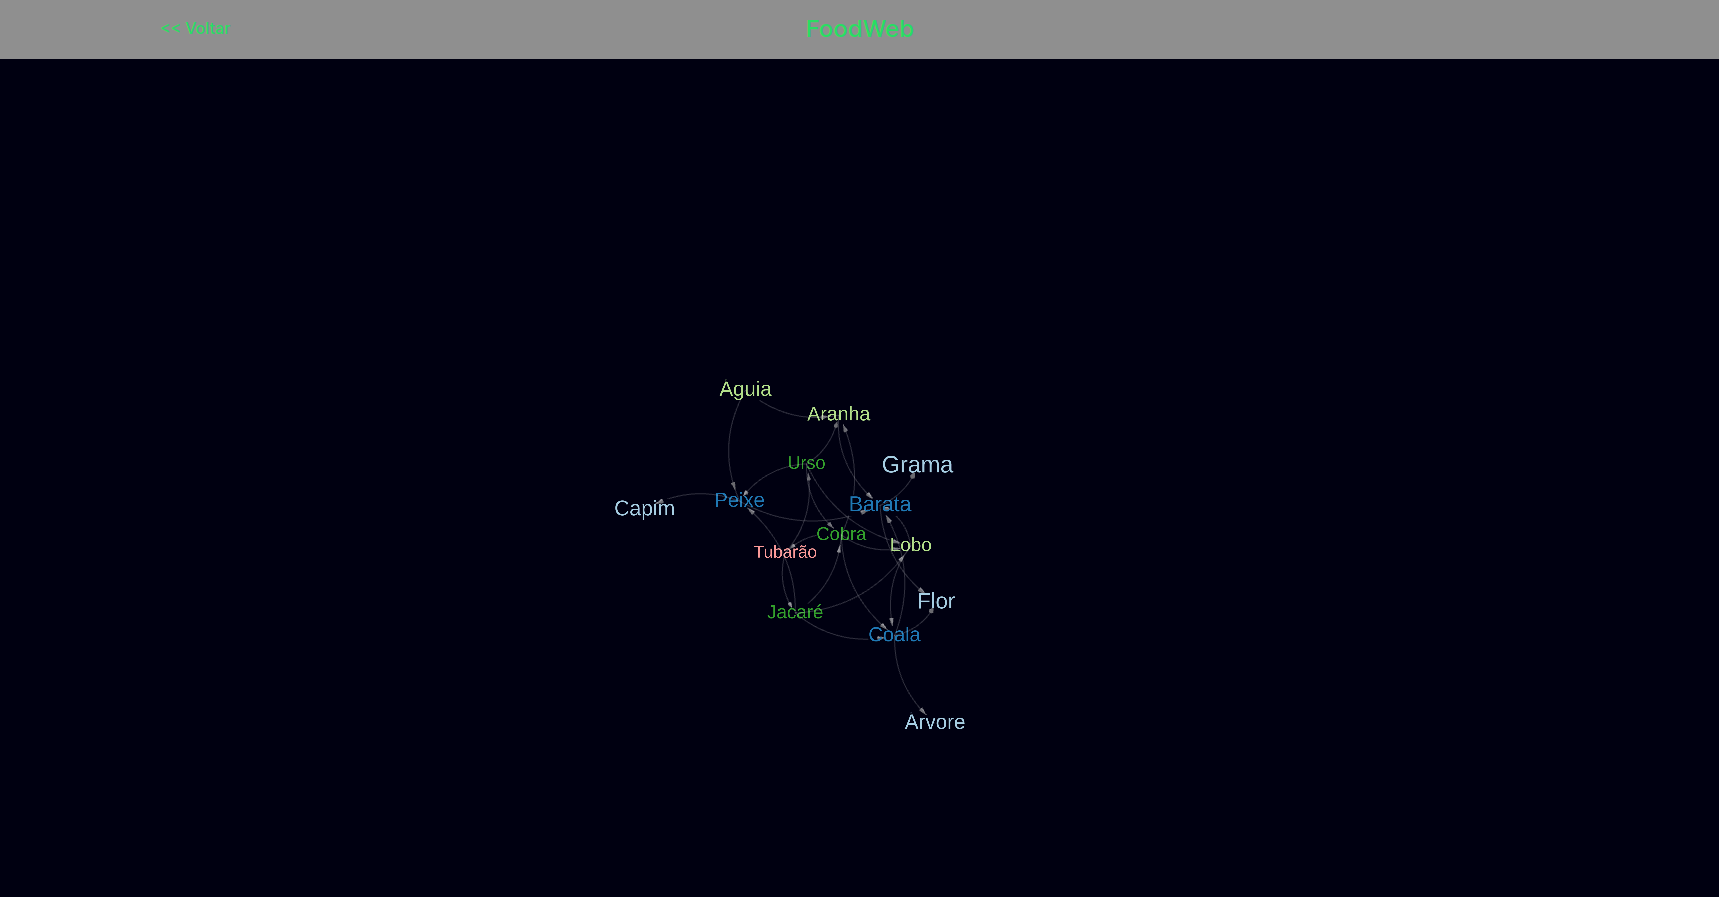 << Voltar
FoodWeb
Aguia
Aranha
Urso
Grama
Peixe
Barata
Capim
Cobra
Lobo
Tubarão
Flor
Jacaré
Coala
Arvore